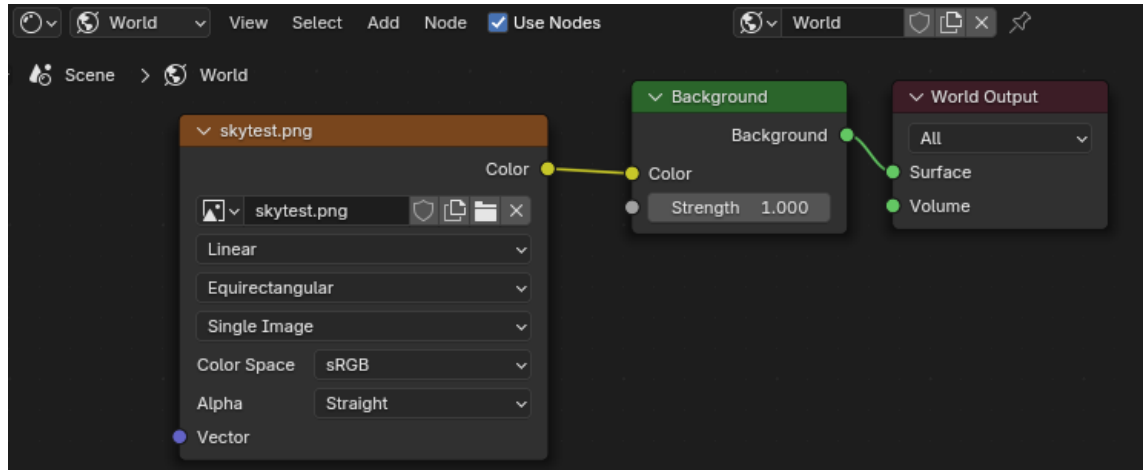 World View Select Add Node Use Nodes World
Scene > World
skytest.png
Color
skytest.png
Linear
Equirectangular
Single Image
Color Space sRGB
Alpha Straight
Vector
Background
Background
Color
Strength 1.000
World Output
All
Surface
Volume